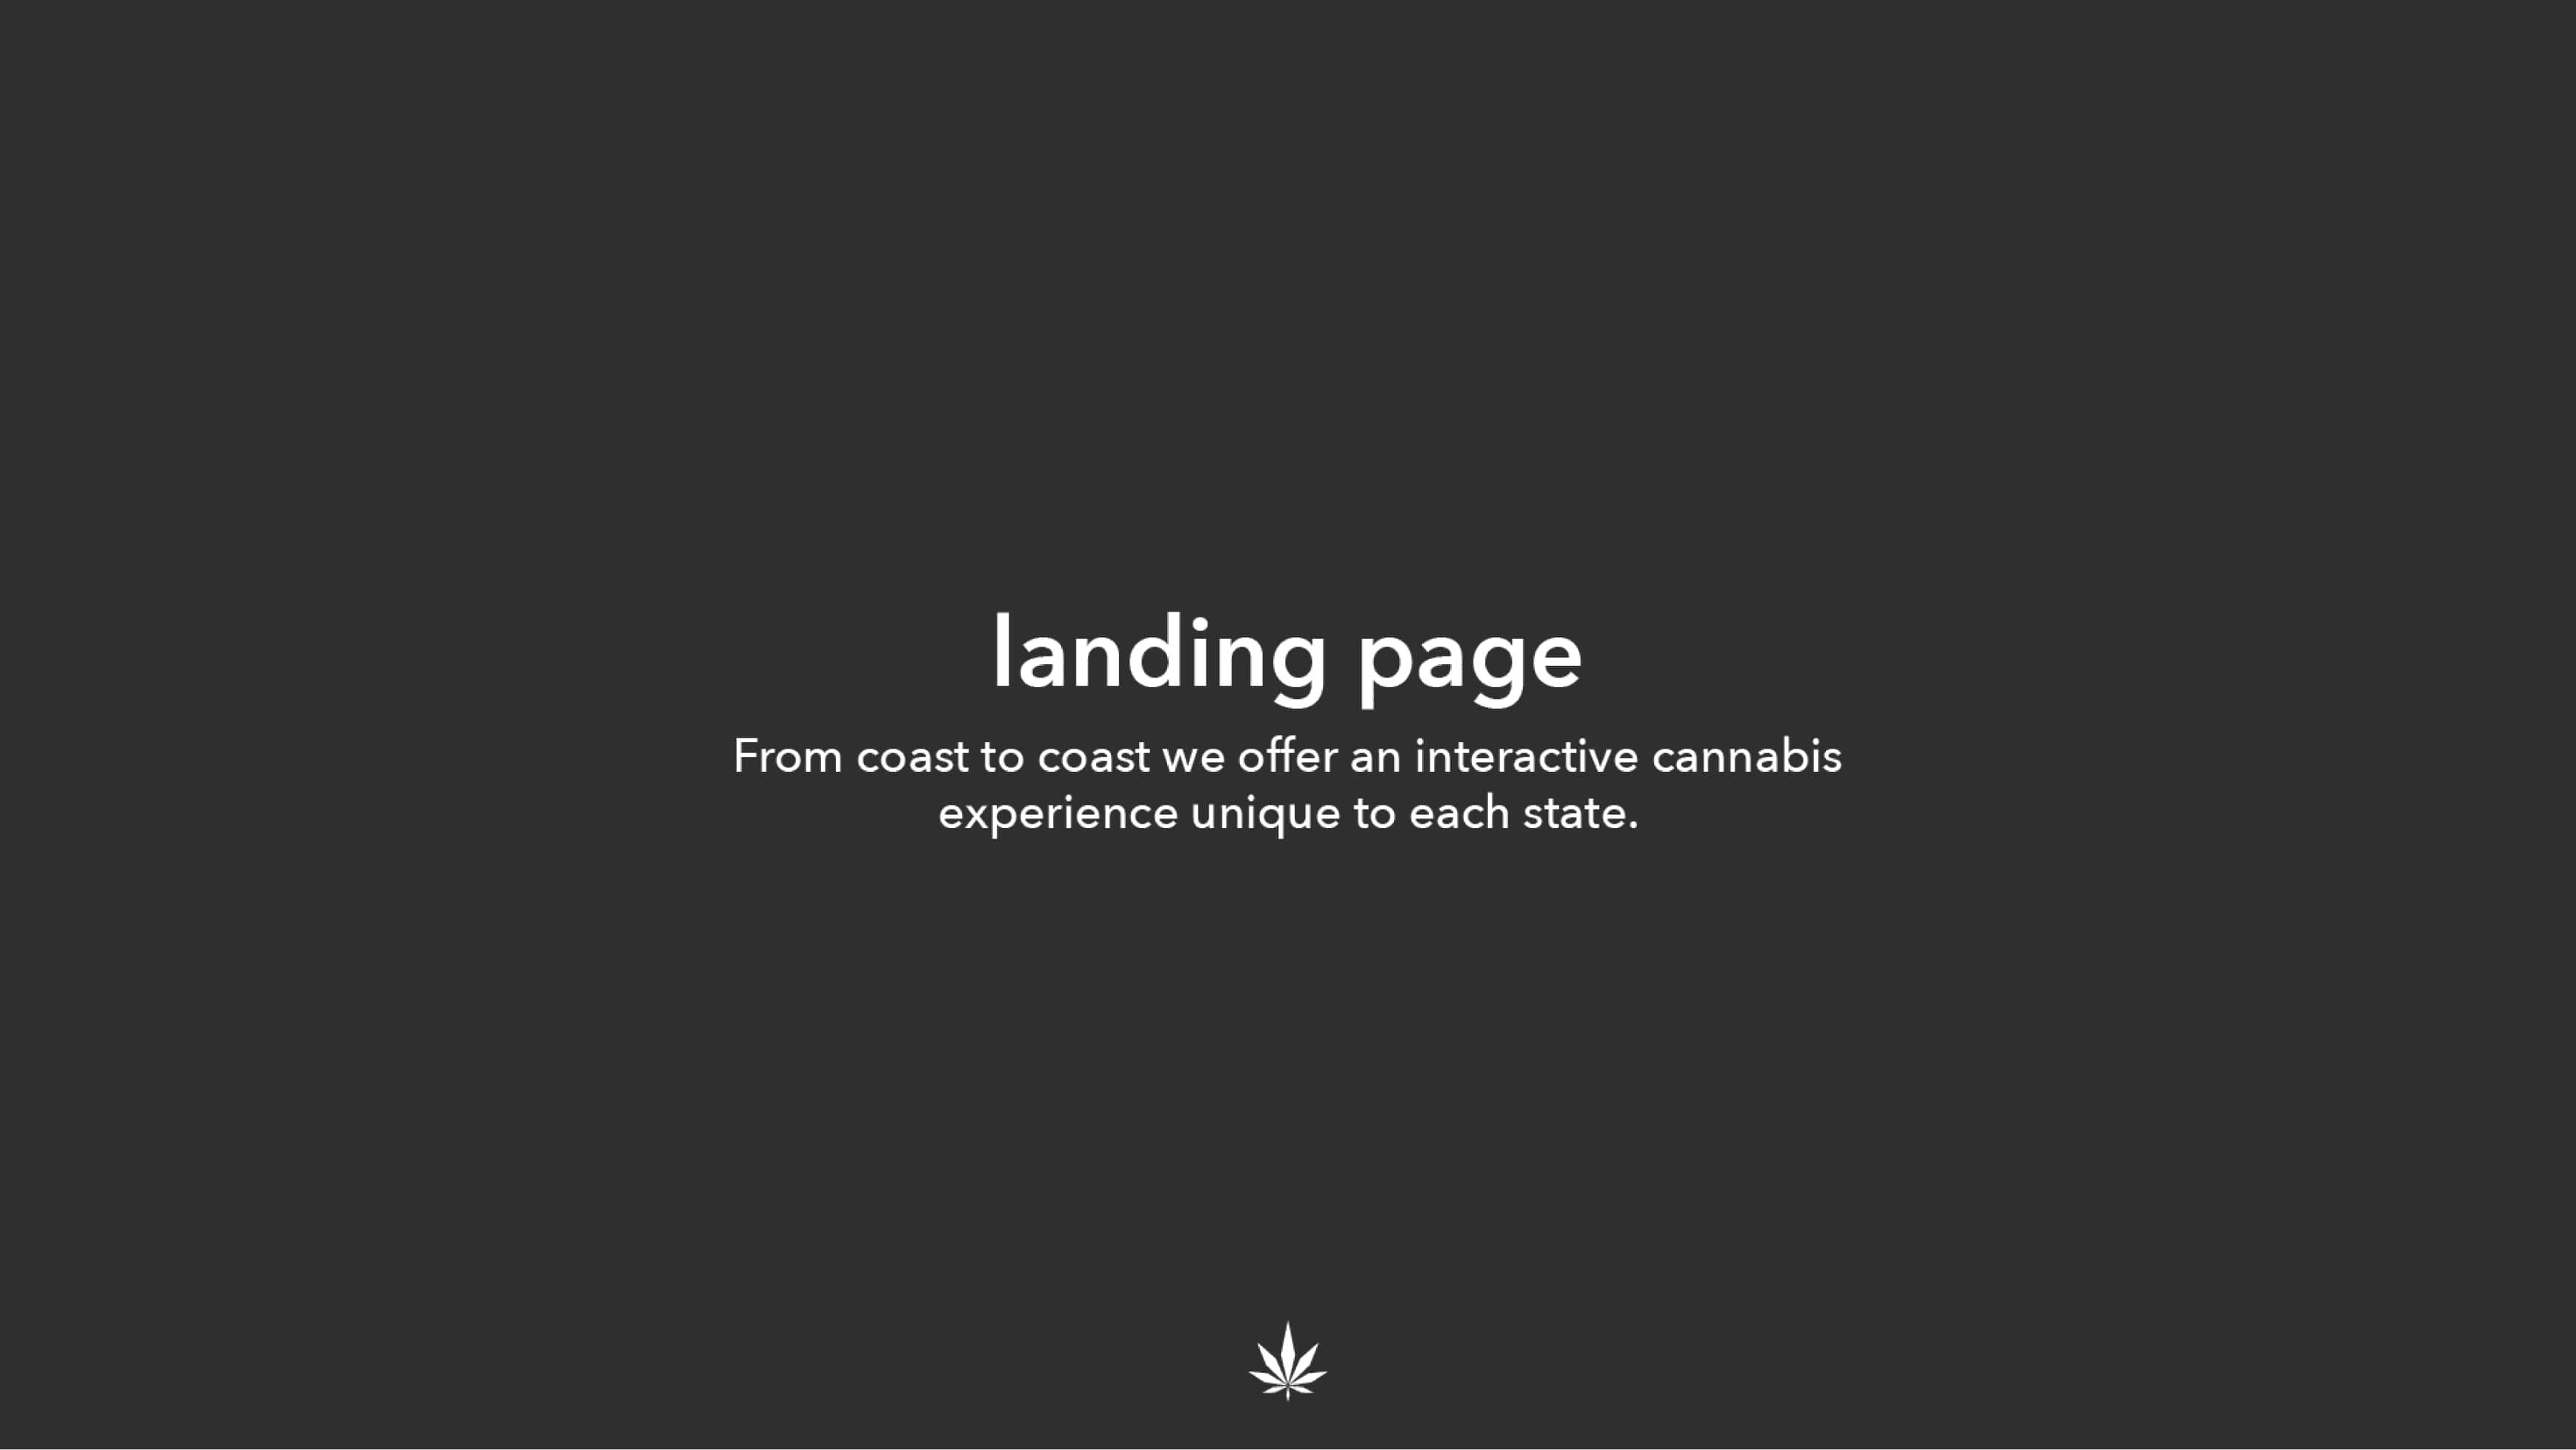 landing page
From coast to coast we offer an interactive cannabis
experience unique to each state.